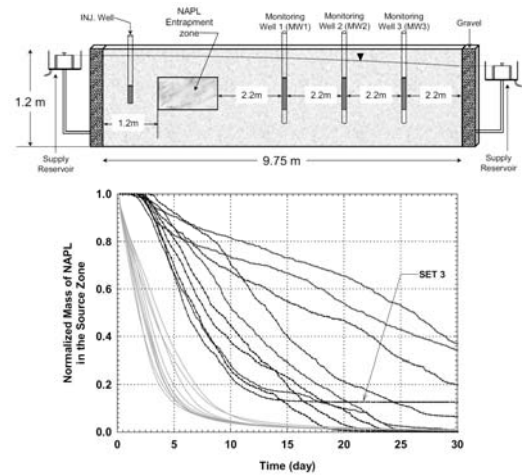 INJ. Well
NAPL
Entrapment
zone
Monitoring
Well 1 (MW1)
Monitoring
Well 2 (MW2)
Monitoring
Well 3 (MW3)
Gravel
1.2 m
2.2m
2.2m
2.2m
2.2m
1.2m
Supply
Reservoir
9.75 m
Supply
Reservoir
Normalized Mass of NAPL
in the Source Zone
1.0
0.8
0.6
0.4
0.2
0.0
SET 3
0
5
10
15
20
25
30
Time (day)